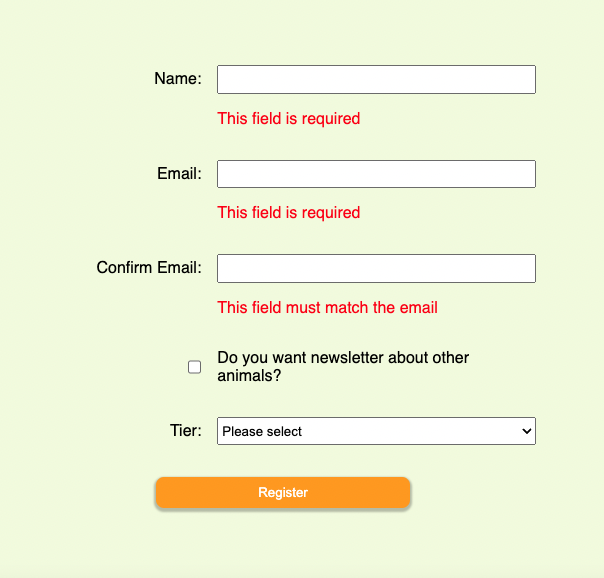 Name:
This field is required
Email:
This field is required
Confirm Email:
This field must match the email
Do you want newsletter about other
animals?
Tier:
Please select
Register